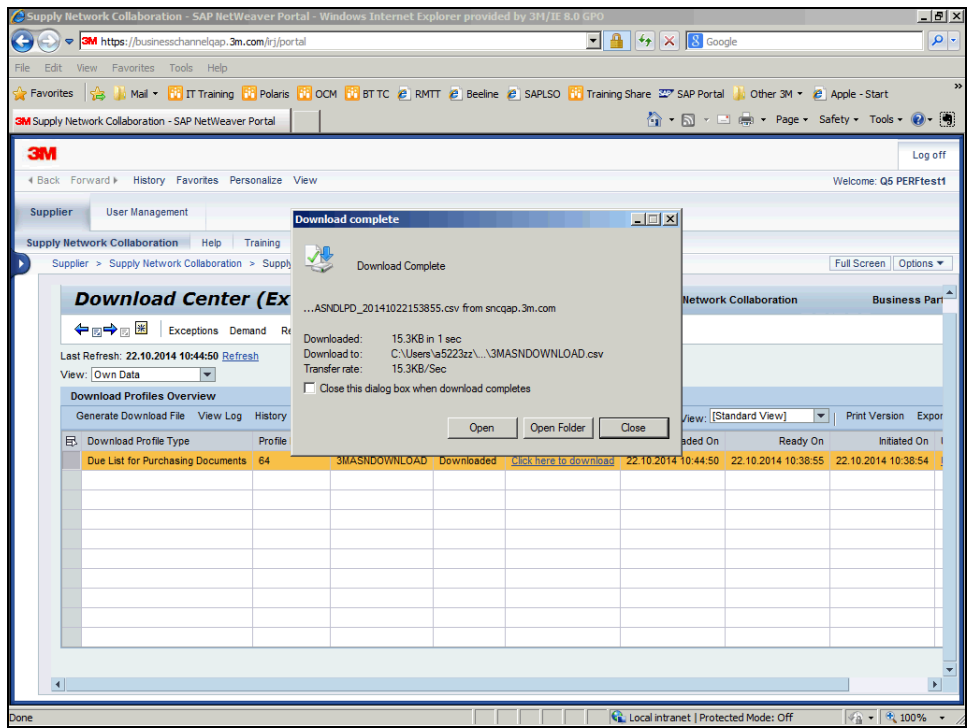 Supply Network Collaboration - SAP NetWeaver Portal - Windows Internet Explorer provided by 3M/IE 8.0 GPO
3M https://businesschannelqap.3m.com/irj/portal
Google
File Edit View Favorites Tools Help
Favorites Mail IT Training Polaris OCM BT TC RMTT Beeline SAPLSO Training Share SAP Portal Other 3M Apple - Start »
3M Supply Network Collaboration - SAP NetWeaver Portal
Page Safety Tools
3M
Log off
Back Forward History Favorites Personalize View
Welcome: Q5 PERFtest1
Supplier User Management
Supply Network Collaboration Help Training
Supplier > Supply Network Collaboration > Supply
Full Screen Options
Download Center (Ex
Network Collaboration Business Part
Exceptions Demand Re
Last Refresh: 22.10.2014 10:44:50 Refresh
View: Own Data
Download Profiles Overview
Generate Download File View Log History
View: [Standard View] Print Version Expor
Download Profile Type Profile
aded On Ready On Initiated On
Due List for Purchasing Documents 64 3MASNDOWNLOAD Downloaded Click here to download 22.10.2014 10:44:50 22.10.2014 10:38:55 22.10.2014 10:38:54
Download complete
Download Complete
...ASNDLPD_20141022153855.csv from sncqap.3m.com
Downloaded: 15.3KB in 1 sec
Download to: C:\Users\a5223zz\...\3MASNDOWNLOAD.csv
Transfer rate: 15.3KB/Sec
Close this dialog box when download completes
Open Open Folder Close
Done
Local intranet | Protected Mode: Off
100%